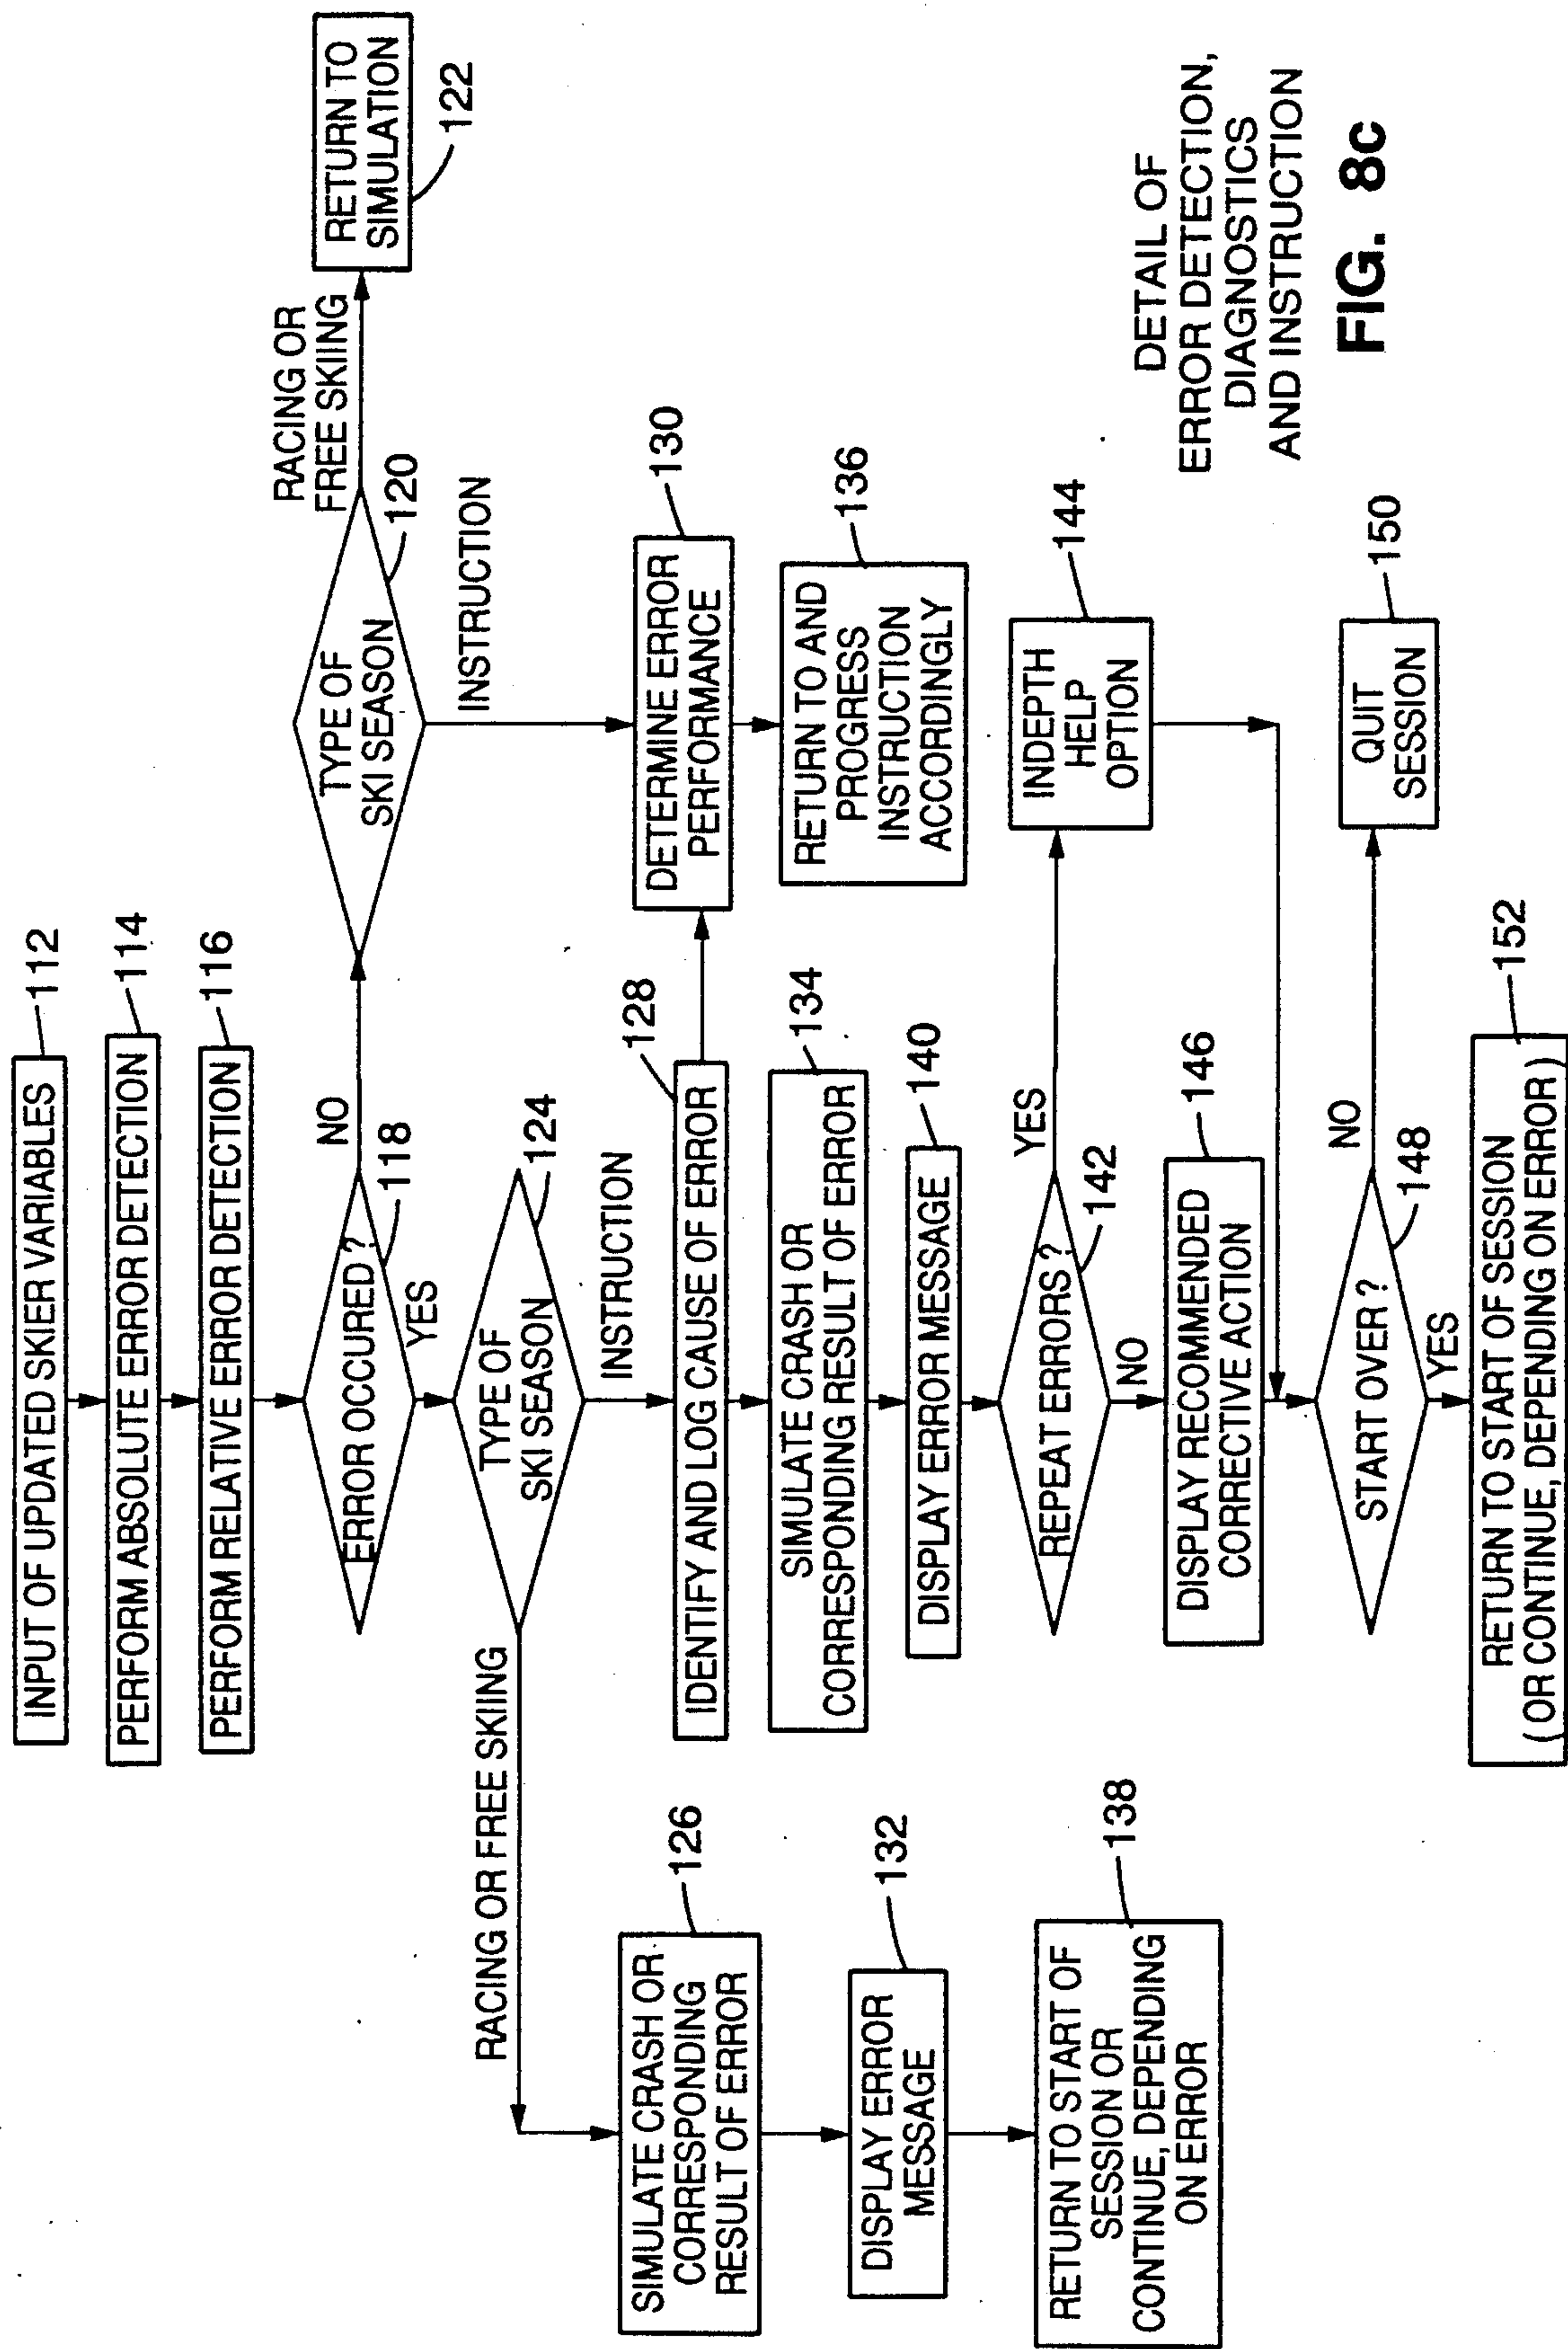 INPUT OF UPDATED SKIER VARIABLES
112
PERFORM ABSOLUTE ERROR DETECTION
114
PERFORM RELATIVE ERROR DETECTION
116
ERROR OCCURED ?
118
NO
YES
TYPE OF
SKI SEASON
120
RACING OR
FREE SKIING
RETURN TO
SIMULATION
122
INSTRUCTION
TYPE OF
SKI SEASON
124
RACING OR FREE SKIING
INSTRUCTION
SIMULATE CRASH OR
CORRESPONDING
RESULT OF ERROR
126
IDENTIFY AND LOG CAUSE OF ERROR
128
DETERMINE ERROR
PERFORMANCE
130
DISPLAY ERROR
MESSAGE
132
SIMULATE CRASH OR
CORRESPONDING RESULT OF ERROR
134
RETURN TO AND
PROGRESS
INSTRUCTION
ACCORDINGLY
136
RETURN TO START OF
SESSION OR
CONTINUE, DEPENDING
ON ERROR
138
DISPLAY ERROR MESSAGE
140
REPEAT ERRORS ?
142
YES
NO
INDEPTH
HELP
OPTION
144
DISPLAY RECOMMENDED
CORRECTIVE ACTION
146
START OVER ?
148
NO
YES
QUIT
SESSION
150
RETURN TO START OF SESSION
( OR CONTINUE, DEPENDING ON ERROR )
152
DETAIL OF
ERROR DETECTION,
DIAGNOSTICS
AND INSTRUCTION
FIG. 8c